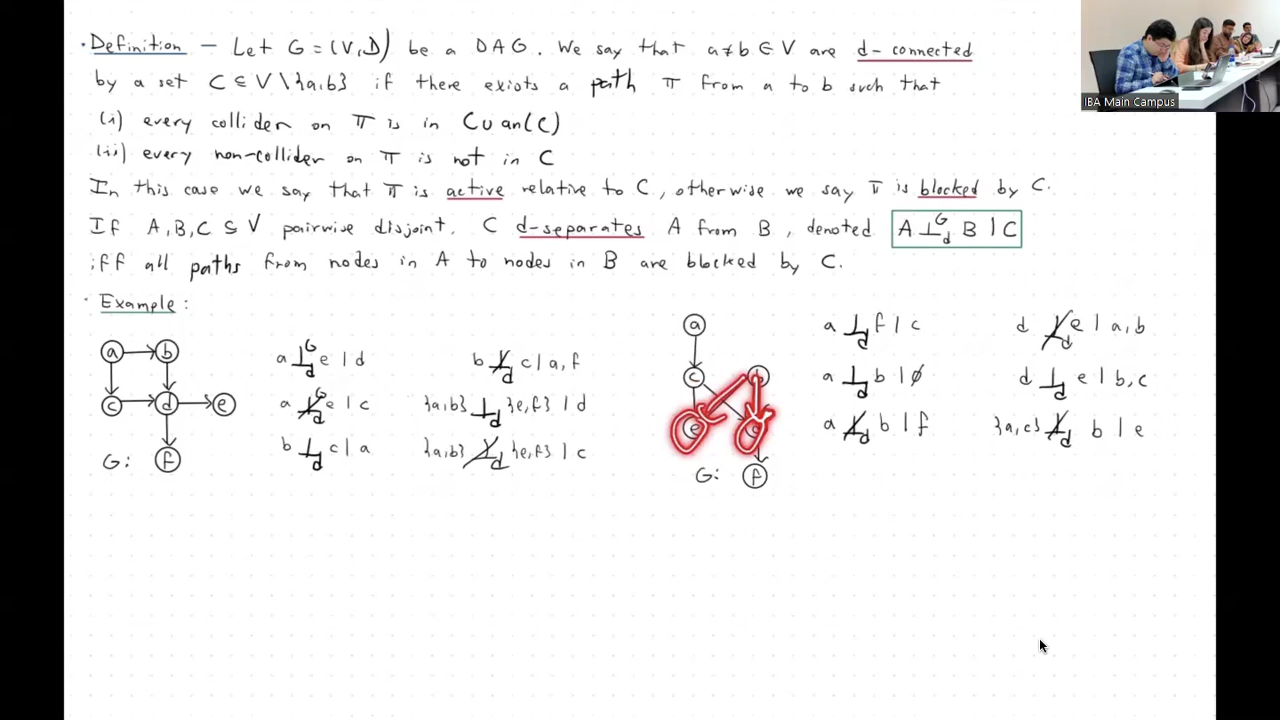 · Definition – Let G = (V, D) be a DAG. We say that a ≠ b ∈ V are d-connected
by a set C ⊆ V \ {a,b} if there exists a path π from a to b such that
(i) every collider on π is in C ∪ an(C)
(ii) every non-collider on π is not in C
In this case we say that π is active relative to C, otherwise we say π is blocked by C.
If A, B, C ⊆ V pairwise disjoint, C d-separates A from B, denoted A ⊥ᴳ_d B | C
iff all paths from nodes in A to nodes in B are blocked by C.
· Example:
a b
c d e
f
G:
a ⊥ᴳ_d e | d
a ⊥̸ᴳ_d e | c
b ⊥_d c | a
b ⊥̸_d c | a, f
{a,b} ⊥_d {e,f} | d
{a,b} ⊥̸_d {e,f} | c
a
c b
e
G: f
a ⊥_d f | c
a ⊥_d b | ∅
a ⊥̸_d b | f
d ⊥̸_d e | a, b
d ⊥_d e | b, c
{a,c} ⊥̸_d b | e
IBA Main Campus